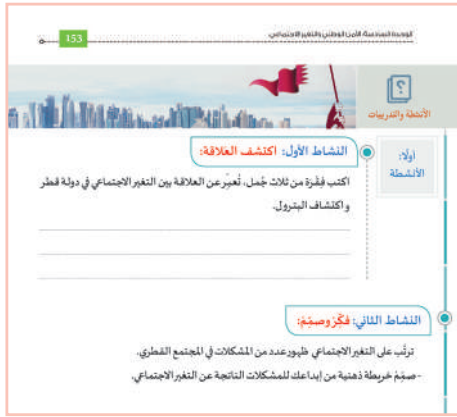 الوحدة السادسة: الأمن الوطني والتغير الاجتماعي
153
الأنشطة والتدريبات
أولًا:
الأنشطة
النشاط الأول: اكتشف العلاقة:
اكتب فِقْرَة من ثلاث جُمل، تُعبِّر عن العلاقة بين التغير الاجتماعي في دولة قطر
و اكتشاف البترول.
النشاط الثاني: فكِّر وصمِّمْ:
ترتَّب على التغير الاجتماعي ظهور عدد من المشكلات في المجتمع القطري.
- صمِّمْ خريطة ذهنية من إبداعك للمشكلات الناتجة عن التغير الاجتماعي.